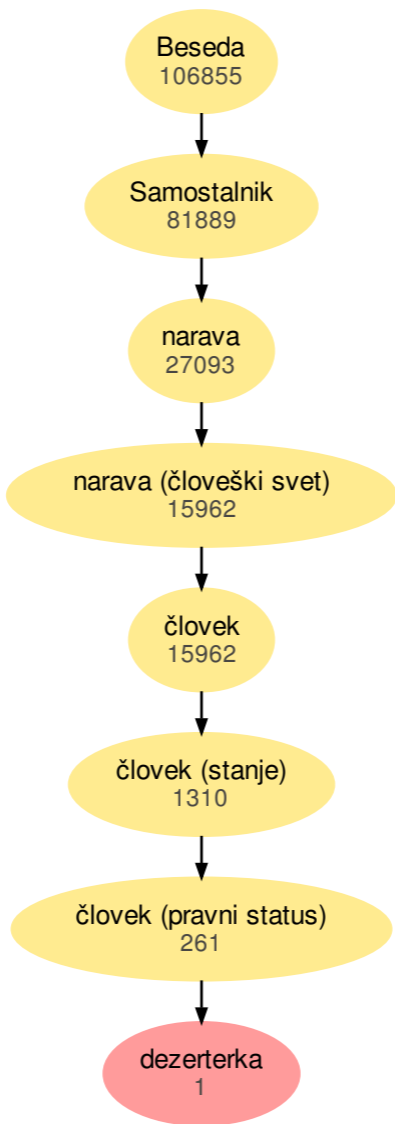 Beseda
106855
Samostalnik
81889
narava
27093
narava (človeški svet)
15962
človek
15962
človek (stanje)
1310
človek (pravni status)
261
dezerterka
1